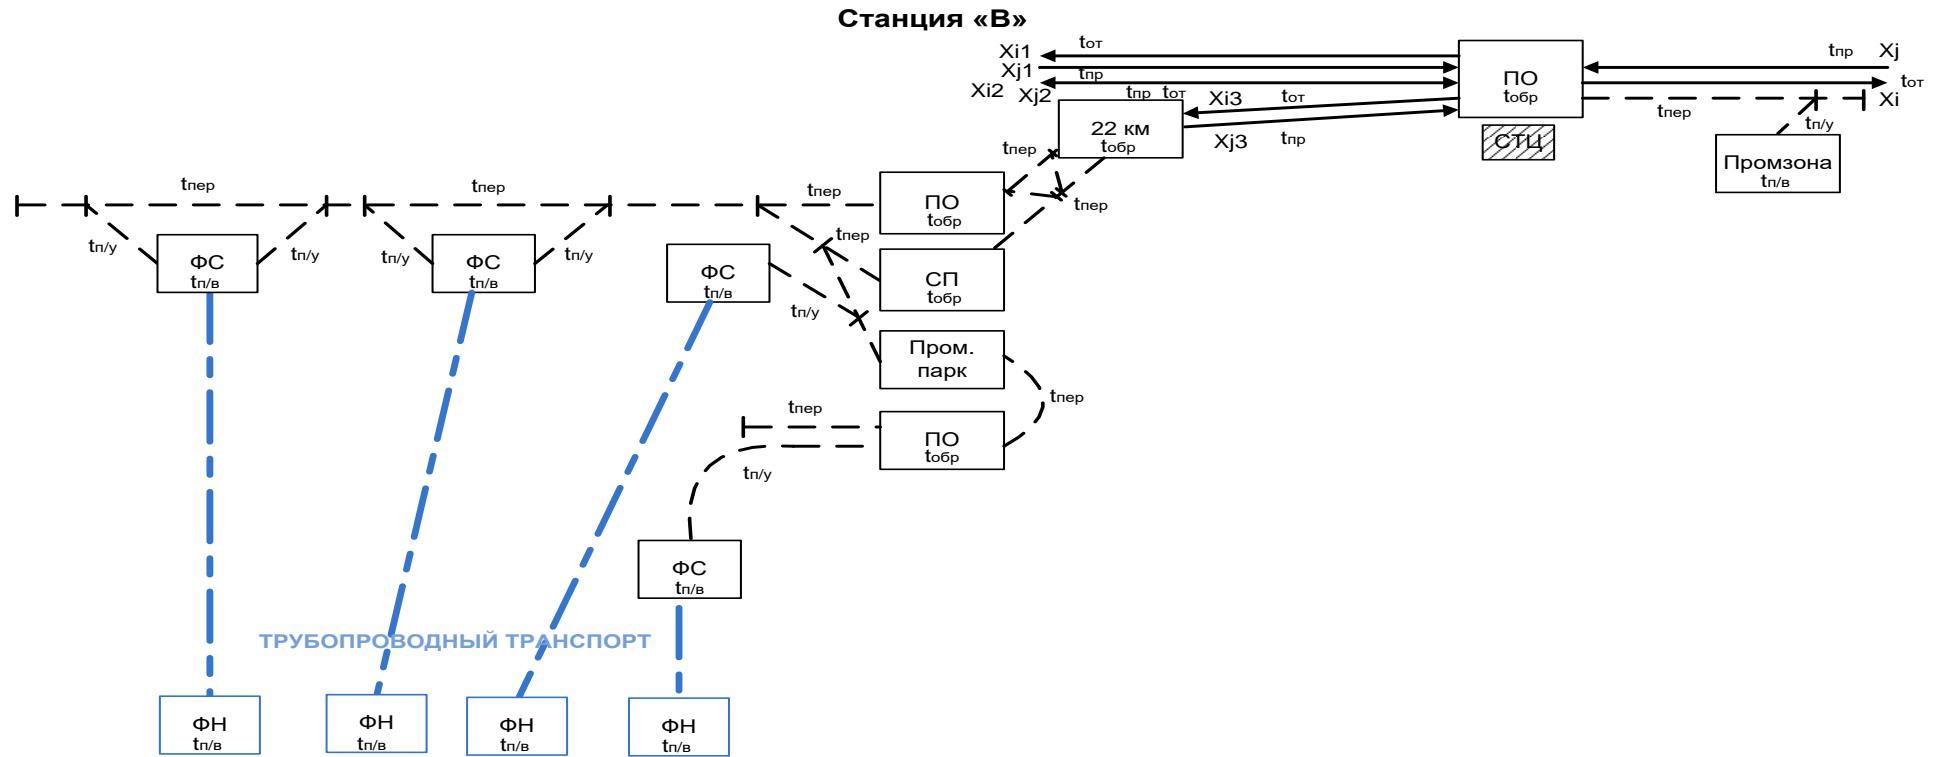 Станция «В»
Xi1
tот
Xj1
tпр
Xi2
Xj2
tпр tот
Xi3
tот
Xj3
tпр
ПО
tобр
СТЦ
tпр
Xj
tот
Xi
tпер
tп/у
Промзона
tп/в
22 км
tобр
tпер
tпер
tпер
tпер
tпер
ПО
tобр
tпер
tп/у
tп/у
tп/у
tп/у
ФС
tп/в
ФС
tп/в
ФС
tп/в
СП
tобр
tп/у
Пром.
парк
tпер
tпер
ПО
tобр
tп/у
ФС
tп/в
ТРУБОПРОВОДНЫЙ ТРАНСПОРТ
ФН
tп/в
ФН
tп/в
ФН
tп/в
ФН
tп/в